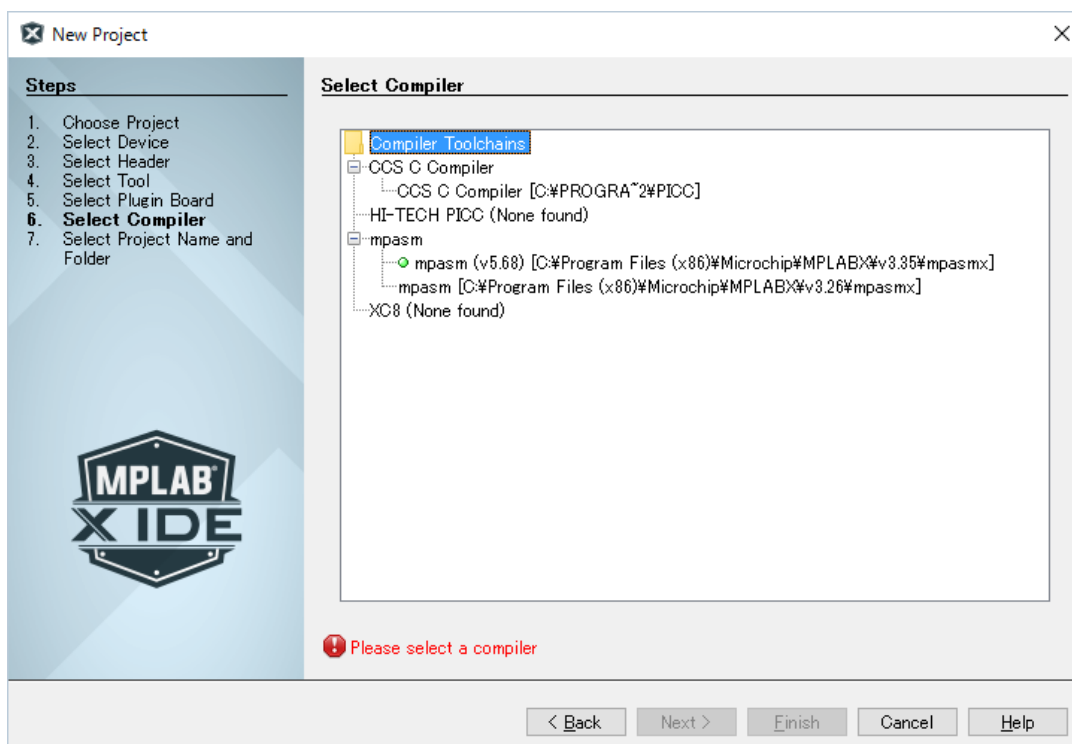 New Project
Steps
1. Choose Project
2. Select Device
3. Select Header
4. Select Tool
5. Select Plugin Board
6. Select Compiler
7. Select Project Name and
Folder
MPLAB®
X IDE
Select Compiler
Compiler Toolchains
CCS C Compiler
CCS C Compiler [C:¥PROGRA~2¥PICC]
HI-TECH PICC (None found)
mpasm
mpasm (v5.68) [C:¥Program Files (x86)¥Microchip¥MPLABX¥v3.35¥mpasmx]
mpasm [C:¥Program Files (x86)¥Microchip¥MPLABX¥v3.26¥mpasmx]
XC8 (None found)
Please select a compiler
< Back Next > Finish Cancel Help